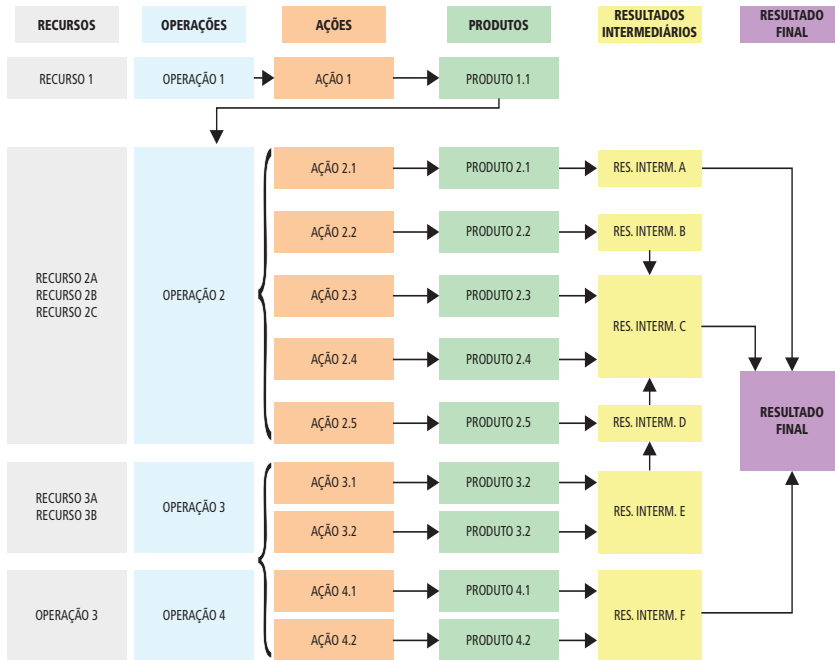 RECURSOS
OPERAÇÕES
AÇÕES
PRODUTOS
RESULTADOS
INTERMEDIÁRIOS
RESULTADO
FINAL
RECURSO 1
OPERAÇÃO 1
AÇÃO 1
PRODUTO 1.1
RECURSO 2A
RECURSO 2B
RECURSO 2C
OPERAÇÃO 2
AÇÃO 2.1
PRODUTO 2.1
RES. INTERM. A
AÇÃO 2.2
PRODUTO 2.2
RES. INTERM. B
AÇÃO 2.3
PRODUTO 2.3
RES. INTERM. C
AÇÃO 2.4
PRODUTO 2.4
AÇÃO 2.5
PRODUTO 2.5
RES. INTERM. D
RESULTADO
FINAL
RECURSO 3A
RECURSO 3B
OPERAÇÃO 3
AÇÃO 3.1
PRODUTO 3.2
RES. INTERM. E
AÇÃO 3.2
PRODUTO 3.2
OPERAÇÃO 3
OPERAÇÃO 4
AÇÃO 4.1
PRODUTO 4.1
RES. INTERM. F
AÇÃO 4.2
PRODUTO 4.2